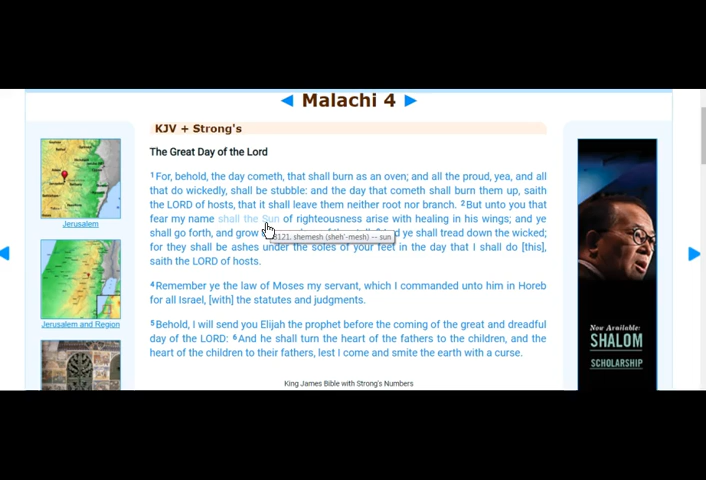 Malachi 4
KJV + Strong's
The Great Day of the Lord
1For, behold, the day cometh, that shall burn as an oven; and all the proud, yea, and all
that do wickedly, shall be stubble: and the day that cometh shall burn them up, saith
the LORD of hosts, that it shall leave them neither root nor branch. 2But unto you that
fear my name shall the Sun of righteousness arise with healing in his wings; and ye
shall go forth, and grow
8121. shemesh (sheh'-mesh) -- sun
ye shall tread down the wicked;
for they shall be ashes under the soles of your feet in the day that I shall do [this],
saith the LORD of hosts.
4Remember ye the law of Moses my servant, which I commanded unto him in Horeb
for all Israel, [with] the statutes and judgments.
5Behold, I will send you Elijah the prophet before the coming of the great and dreadful
day of the LORD: 6And he shall turn the heart of the fathers to the children, and the
heart of the children to their fathers, lest I come and smite the earth with a curse.
King James Bible with Strong's Numbers
Jerusalem
Jerusalem and Region
Now Available:
SHALOM
SCHOLARSHIP